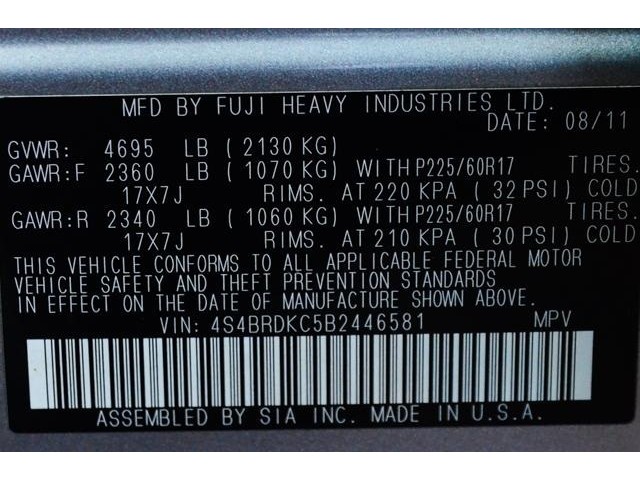 MFD BY FUJI HEAVY INDUSTRIES LTD.
DATE: 08/11
GVWR: 4695 LB (2130 KG)
GAWR:F 2360 LB (1070 KG) WITH P225/60R17 TIRES.
17X7J RIMS. AT 220 KPA (32 PSI) COLD
GAWR:R 2340 LB (1060 KG) WITH P225/60R17 TIRES.
17X7J RIMS. AT 210 KPA (30 PSI) COLD
THIS VEHICLE CONFORMS TO ALL APPLICABLE FEDERAL MOTOR
VEHICLE SAFETY AND THEFT PREVENTION STANDARDS
IN EFFECT ON THE DATE OF MANUFACTURE SHOWN ABOVE.
VIN: 4S4BRDKC5B2446581 MPV
ASSEMBLED BY SIA INC. MADE IN U.S.A.